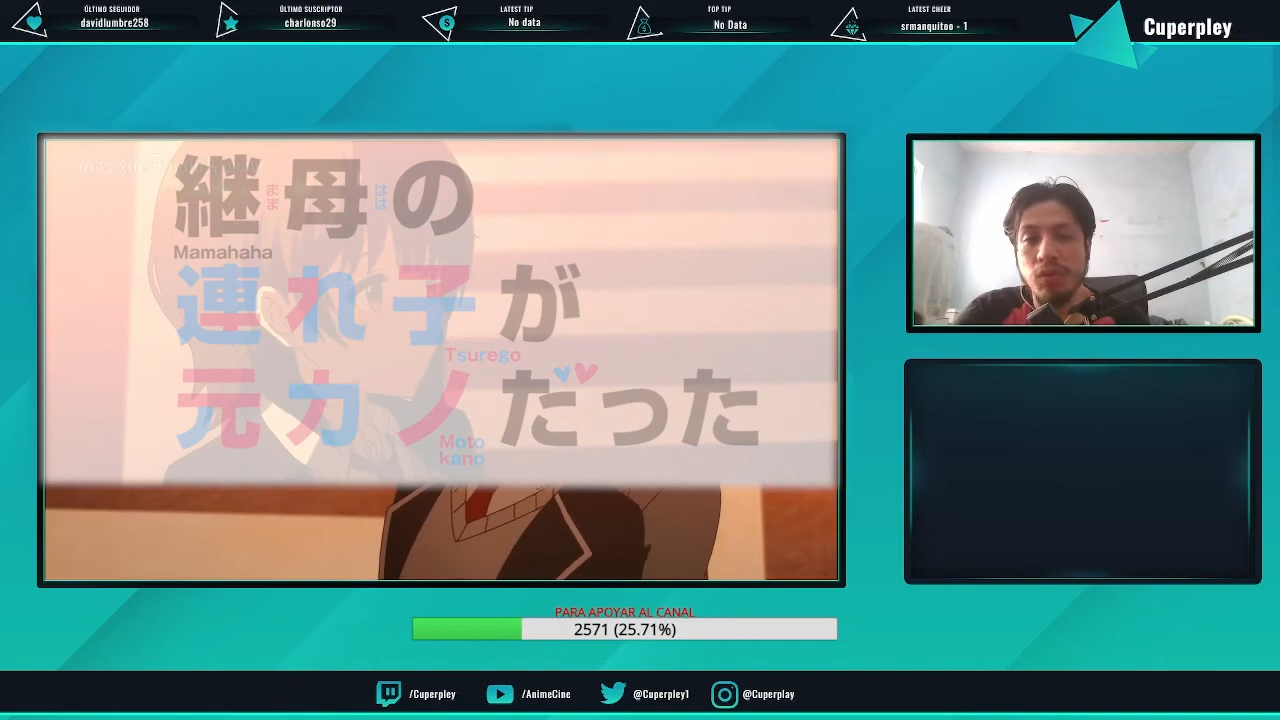 ÚLTIMO SEGUIDOR
davidlumbre258
ÚLTIMO SUSCRIPTOR
charlonso29
LATEST TIP
No data
TOP TIP
No Data
LATEST CHEER
srmanquitoo - 1
Cuperpley
継母の
まま
はは
Mamahaha
連れ子が
Tsurego
元カノだった
Moto
kano
PARA APOYAR AL CANAL
2571 (25.71%)
/Cuperpley
/AnimeCine
@Cuperpley1
@Cuperplay